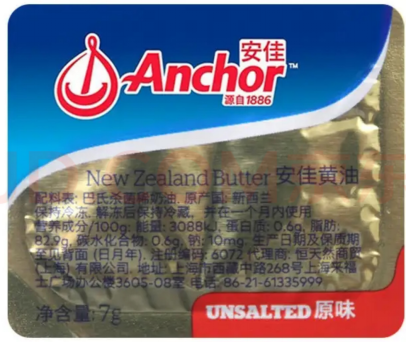 安佳
Anchor™
源自1886
New Zealand Butter 安佳黄油
配料表: 巴氏杀菌稀奶油, 原产国: 新西兰
保持冷冻, 解冻后保持冷藏, 并在一个月内使用
营养成分/100g: 能量: 3088kJ, 蛋白质: 0.6g, 脂肪:
82.9g, 碳水化合物: 0.6g, 钠: 10mg 生产日期及保质期
至见背面 (日月年). 注册编码: 6072 代理商: 恒天然商贸
(上海) 有限公司, 地址: 上海市西藏中路268号上海来福
士广场办公楼3605-08室 电话: 86-21-61335999
净含量: 7g
UNSALTED 原味